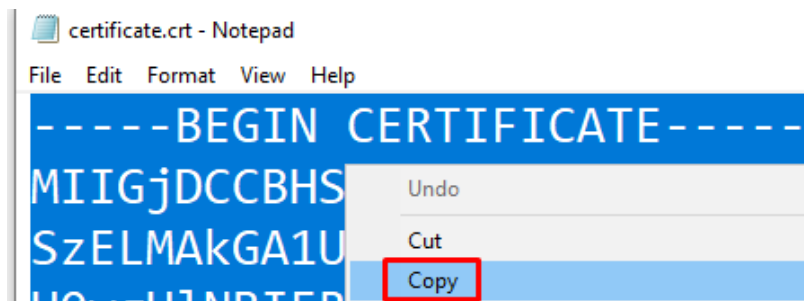 certificate.crt - Notepad
File Edit Format View Help
-----BEGIN CERTIFICATE-----
MIIGjDCCBHS
Undo
SzELMAkGA1U
Cut
Copy